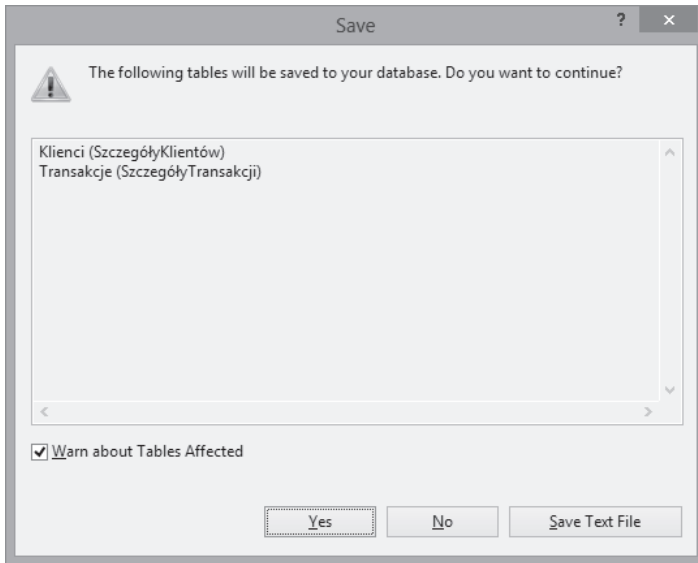 Save
?
The following tables will be saved to your database. Do you want to continue?
Klienci (SzczegółyKlientów)
Transakcje (SzczegółyTransakcji)
Warn about Tables Affected
Yes
No
Save Text File